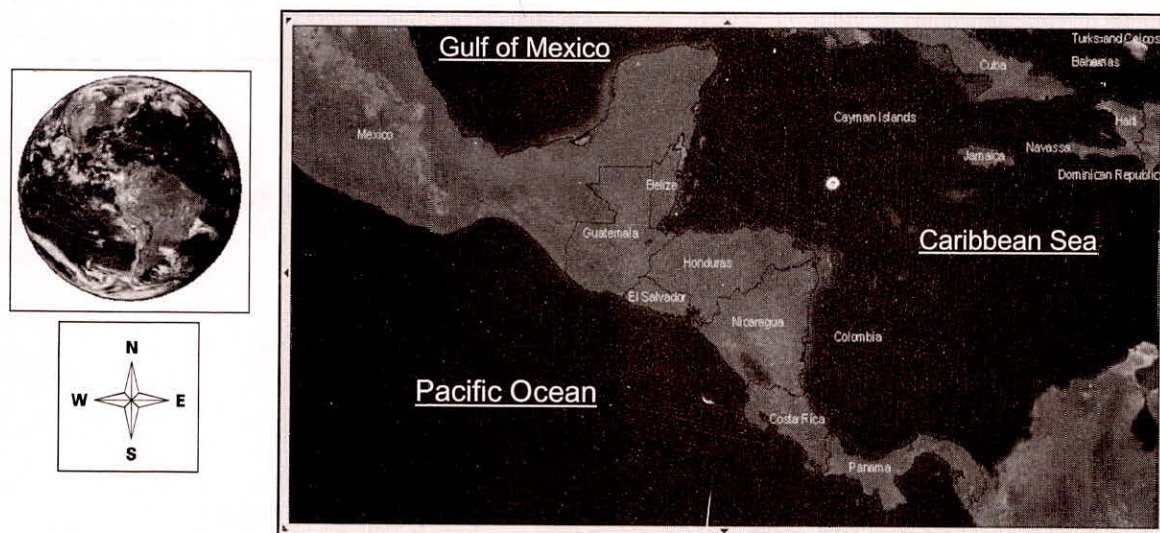 Gulf of Mexico
Turks and Caicos
Cuba
Bahamas
Mexico
Cayman Islands
Haiti
Navassa
Jamaica
Dominican Republic
Belize
Guatemala
Caribbean Sea
Honduras
El Salvador
Nicaragua
Colombia
Pacific Ocean
Costa Rica
Panama
N
W
E
S